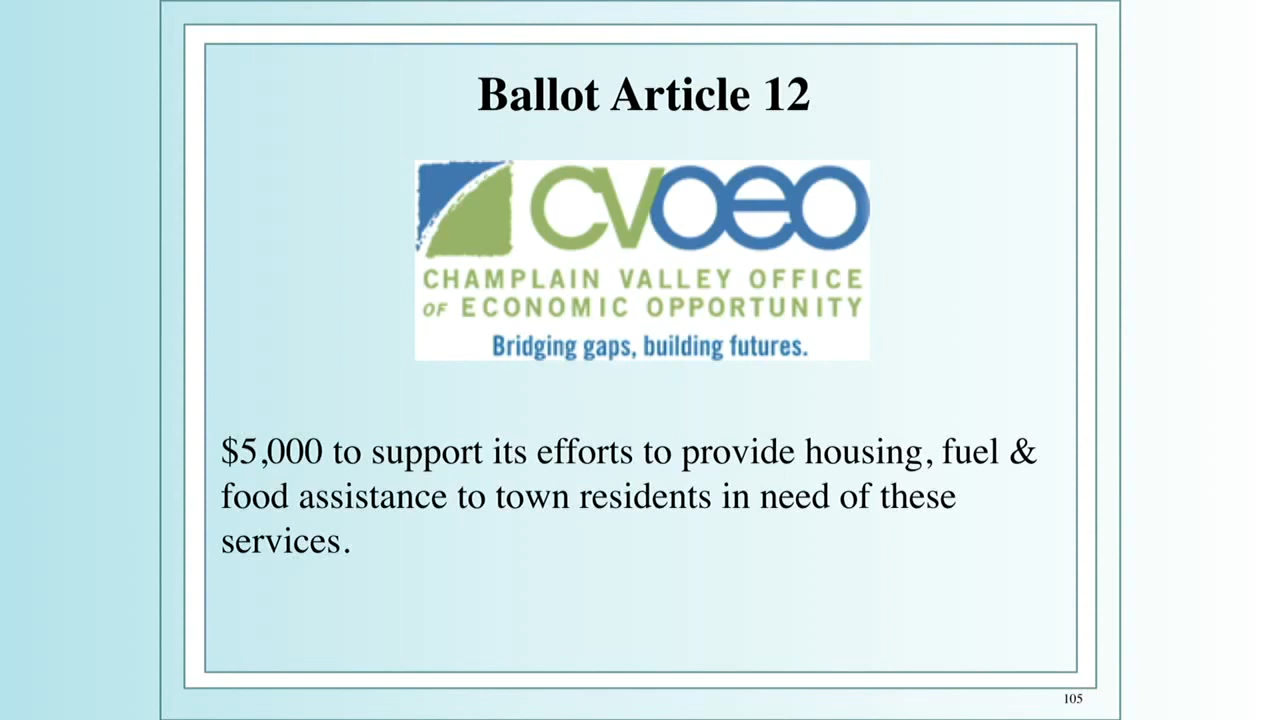 Ballot Article 12
CVOEO
CHAMPLAIN VALLEY OFFICE
OF ECONOMIC OPPORTUNITY
Bridging gaps, building futures.
$5,000 to support its efforts to provide housing, fuel &
food assistance to town residents in need of these
services.
105